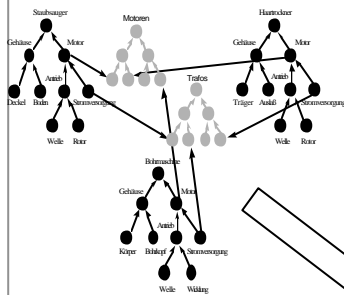 Staubsauger
Motoren
Haartrockner
Gehäuse Motor
Gehäuse Motor
Antrieb
Trafos
Antrieb
Deckel Boden Stromversorgung
Träger Auslaß Stromversorgung
Welle Rotor
Welle Rotor
Bohrmaschine
Gehäuse Motor
Antrieb
Körper Bohrkopf Stromversorgung
Welle Wicklung